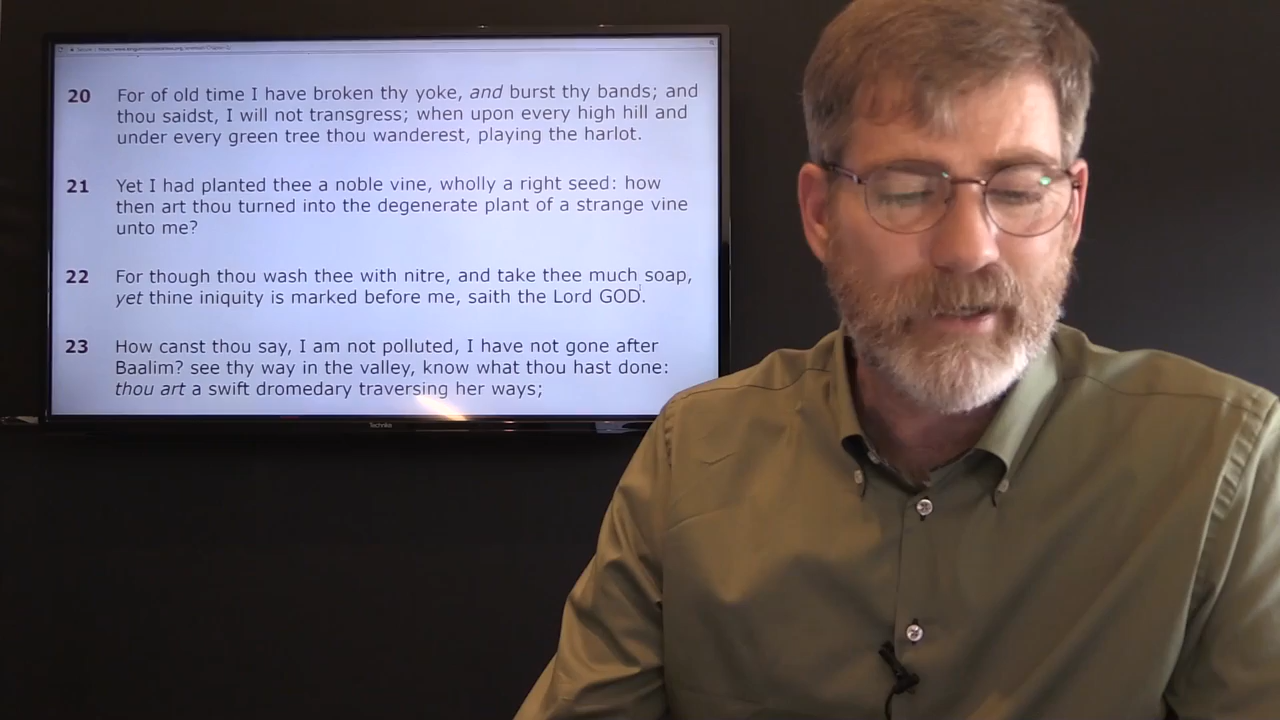 20 For of old time I have broken thy yoke, and burst thy bands; and
thou saidst, I will not transgress; when upon every high hill and
under every green tree thou wanderest, playing the harlot.
21 Yet I had planted thee a noble vine, wholly a right seed: how
then art thou turned into the degenerate plant of a strange vine
unto me?
22 For though thou wash thee with nitre, and take thee much soap,
yet thine iniquity is marked before me, saith the Lord GOD.
23 How canst thou say, I am not polluted, I have not gone after
Baalim? see thy way in the valley, know what thou hast done:
thou art a swift dromedary traversing her ways;
Technika